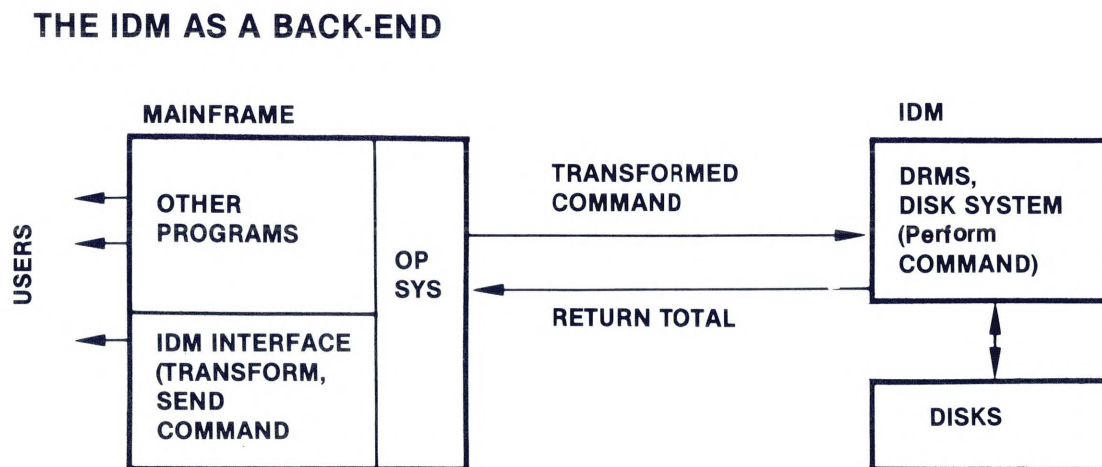 THE IDM AS A BACK-END
MAINFRAME
IDM
USERS
OTHER
PROGRAMS
OP
SYS
IDM INTERFACE
(TRANSFORM,
SEND
COMMAND
TRANSFORMED
COMMAND
RETURN TOTAL
DRMS,
DISK SYSTEM
(Perform
COMMAND)
DISKS